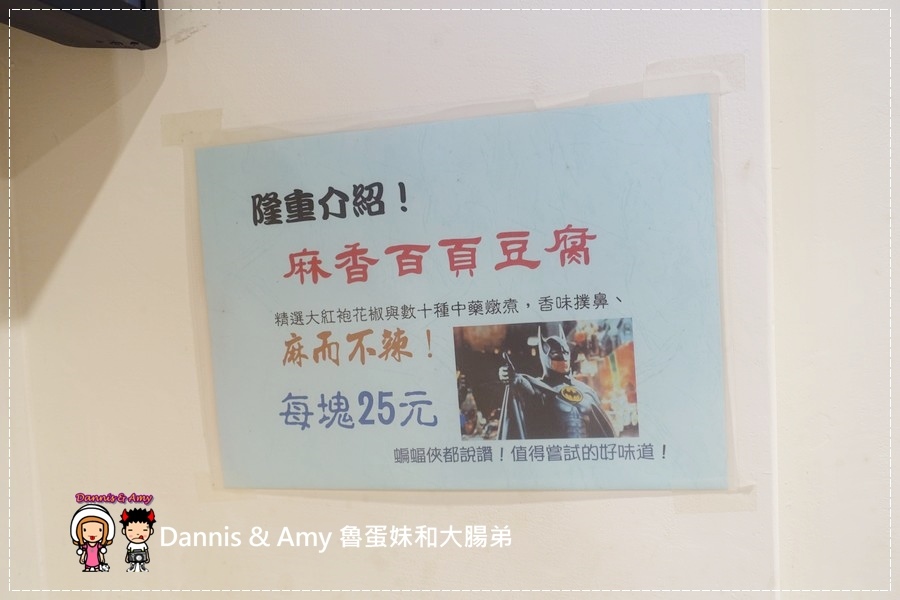 隆重介紹！
麻香百頁豆腐
精選大紅袍花椒與數十種中藥燉煮，香味撲鼻、
麻而不辣！
每塊25元
蝙蝠俠都說讚！值得嘗試的好味道！
Dannis & Amy
Dannis & Amy 魯蛋妹和大腸弟